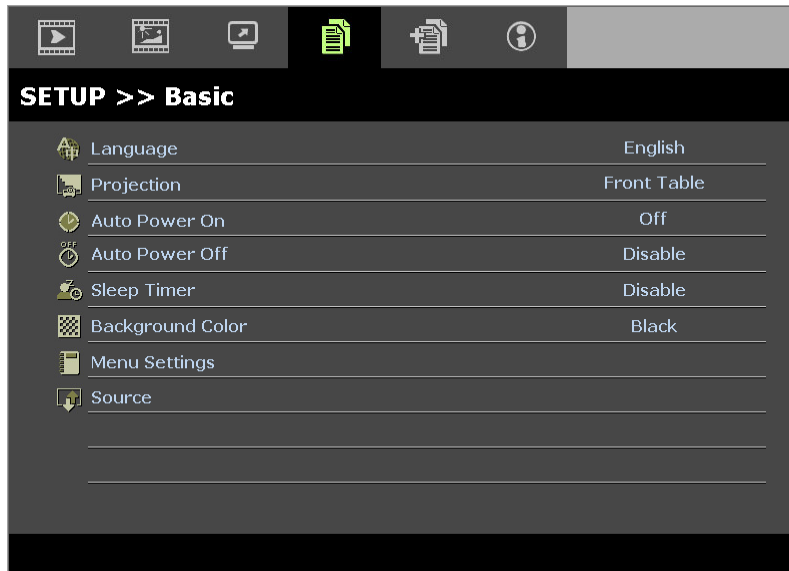 SETUP >> Basic
Language English
Projection Front Table
Auto Power On Off
OFF
Auto Power Off Disable
Sleep Timer Disable
Background Color Black
Menu Settings
Source